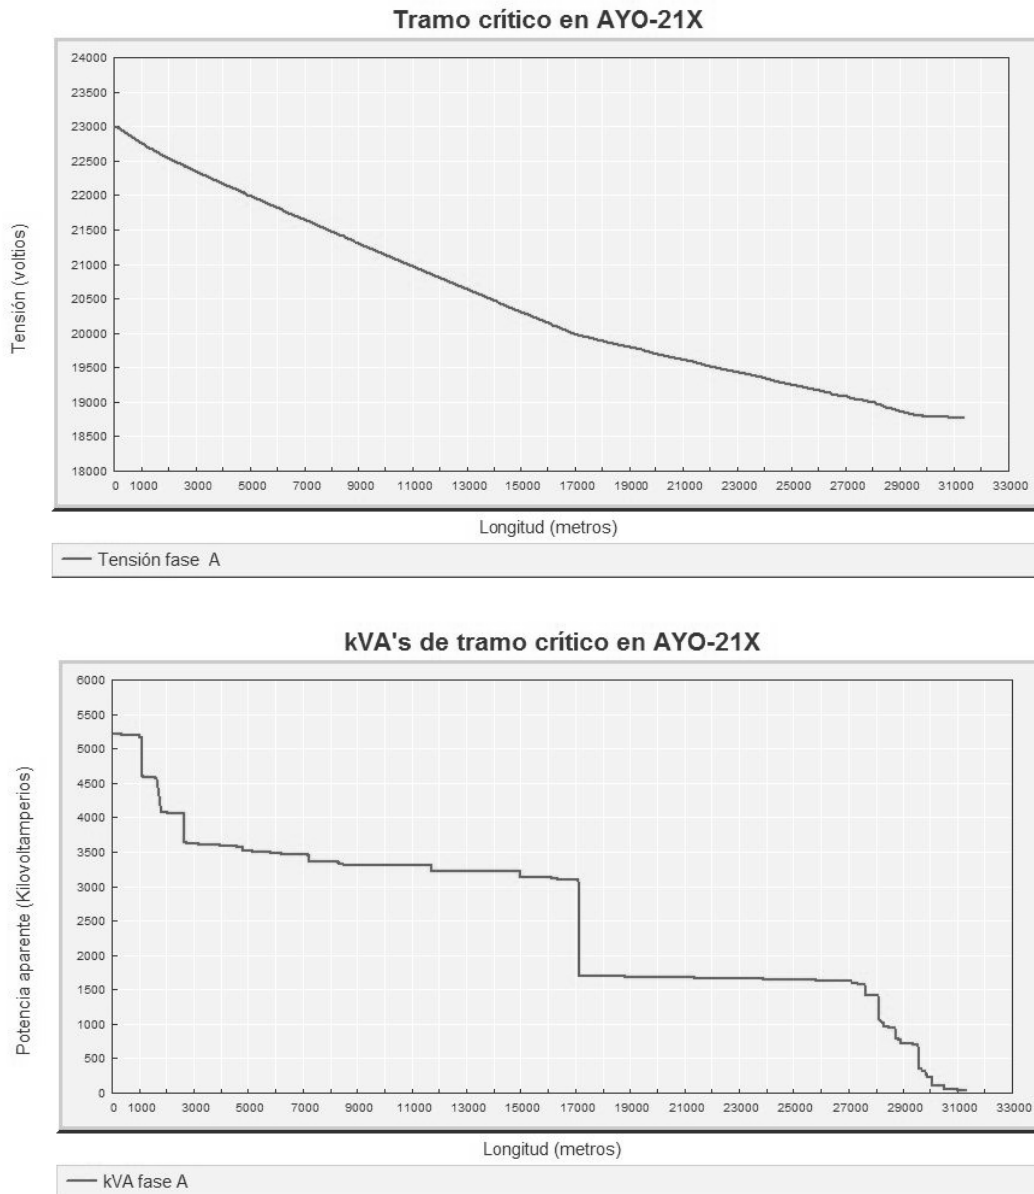 Tramo crítico en AYO-21X
24000
23500
23000
22500
22000
21500
21000
20500
20000
19500
19000
18500
18000
Tensión (voltios)
0 1000 3000 5000 7000 9000 11000 13000 15000 17000 19000 21000 23000 25000 27000 29000 31000 33000
Longitud (metros)
Tensión fase A
kVA's de tramo crítico en AYO-21X
6000
5500
5000
4500
4000
3500
3000
2500
2000
1500
1000
500
0
Potencia aparente (Kilovoltamperios)
0 1000 3000 5000 7000 9000 11000 13000 15000 17000 19000 21000 23000 25000 27000 29000 31000 33000
Longitud (metros)
kVA fase A